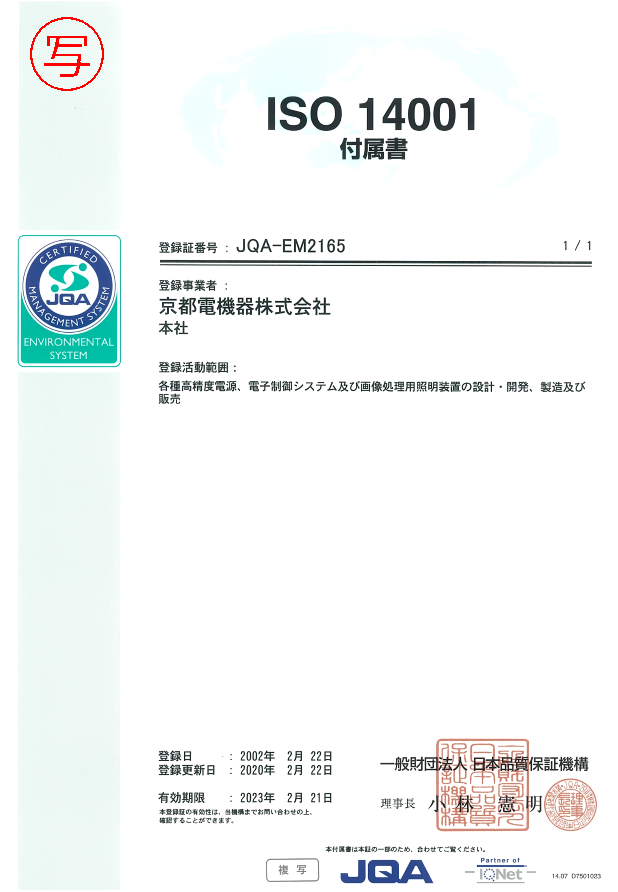 写
ISO 14001
付属書
登録証番号 : JQA-EM2165
1 / 1
CERTIFIED
JQA
MANAGEMENT SYSTEM
ENVIRONMENTAL
SYSTEM
登録事業者 :
京都電機器株式会社
本社
登録活動範囲 :
各種高精度電源、電子制御システム及び画像処理用照明装置の設計・開発、製造及び
販売
登録日 : 2002年 2月 22日
登録更新日 : 2020年 2月 22日
有効期限 : 2023年 2月 21日
本登録証の有効性は、当機構までお問い合わせの上、
確認することができます。
一般財団法人 日本品質保証機構
理事長 小林 憲明
本付属書は本証の一部のため、合わせてご覧ください。
複写
JQA
Partner of
IQNet
14.07 D7501023